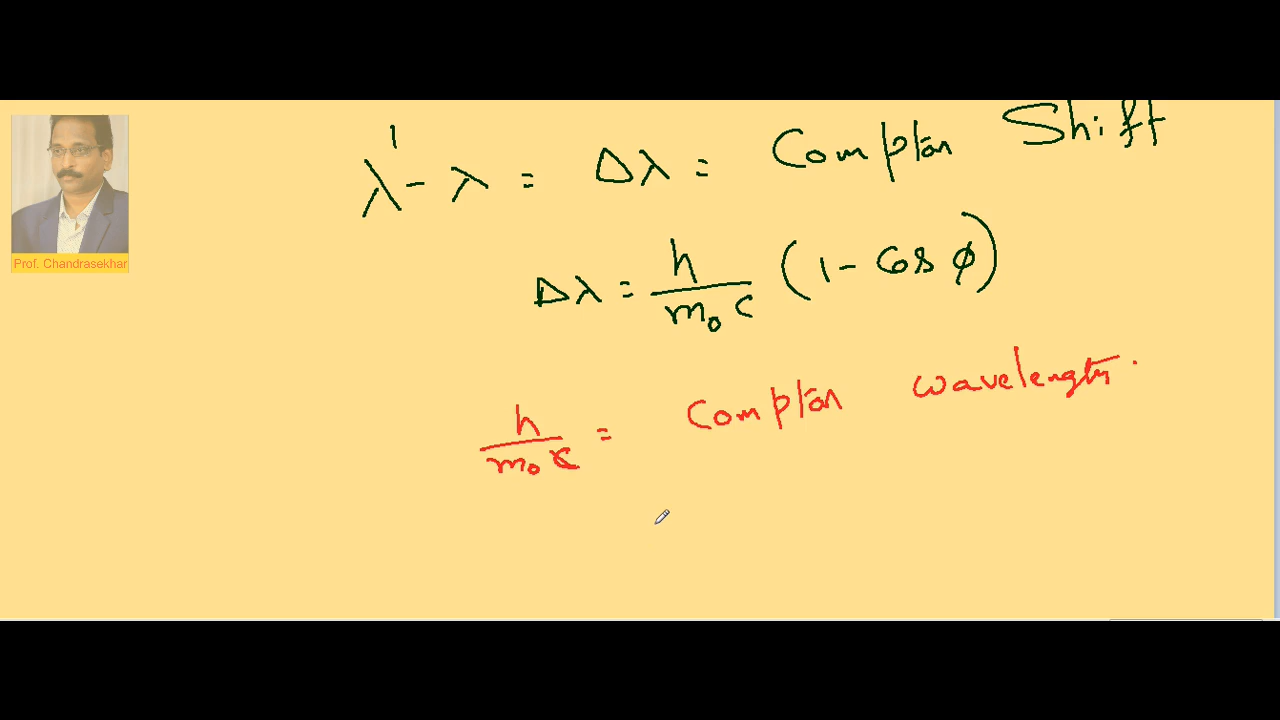 λ' - λ = Δλ = Compton Shift
Prof. Chandrasekhar
Δλ = h/m₀c (1 - Cos φ)
h/m₀c = Compton wavelength.